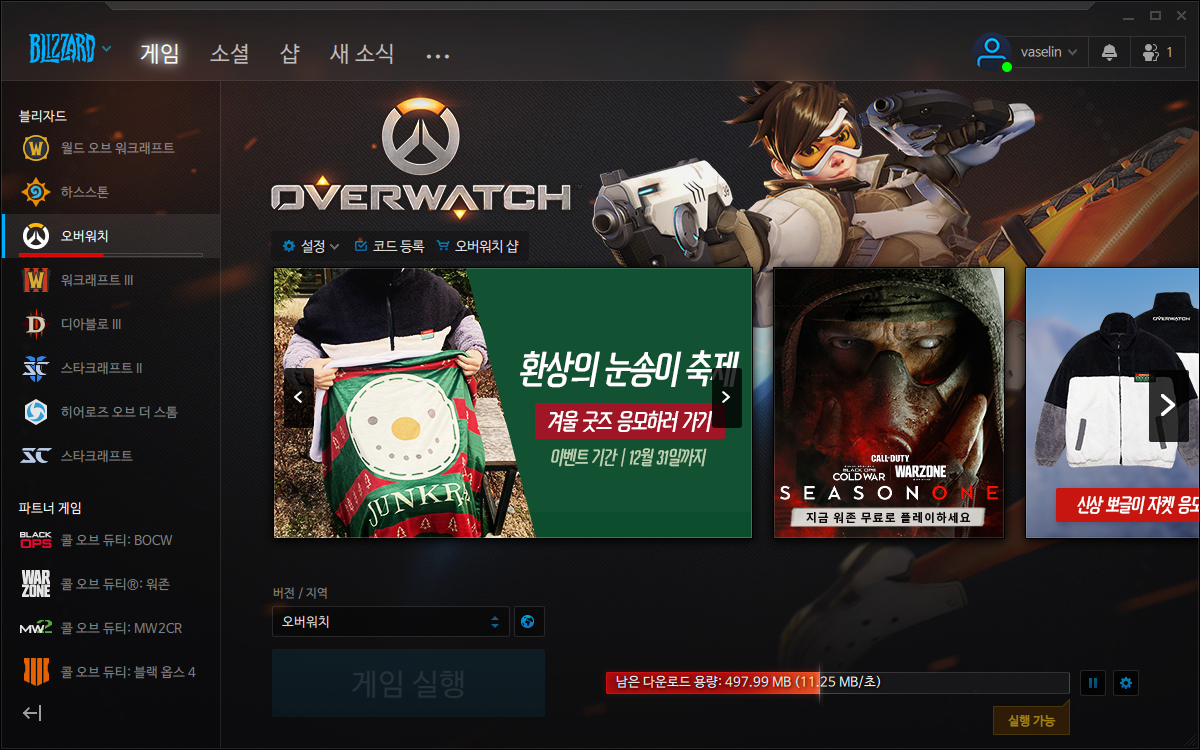 BLIZZARD
게임
소셜
샵
새 소식
vaselin
1
블리자드
월드 오브 워크래프트
하스스톤
오버워치
워크래프트 III
디아블로 III
스타크래프트 II
히어로즈 오브 더 스톰
스타크래프트
파트너 게임
BLACK OPS
콜 오브 듀티: BOCW
WAR ZONE
콜 오브 듀티®: 워존
MW2
콜 오브 듀티: MW2CR
콜 오브 듀티: 블랙 옵스 4
OVERWATCH
설정
코드 등록
오버워치 샵
JUNKR
환상의 눈송이 축제
겨울 굿즈 응모하러 가기
이벤트 기간 | 12월 31일까지
CALL OF DUTY
BLACK OPS
COLD WAR
WARZONE
SEASON ONE
지금 워존 무료로 플레이하세요
OVERWATCH
신상 뽀글이 자켓 응모
버전 / 지역
오버워치
게임 실행
남은 다운로드 용량: 497.99 MB (11.25 MB/초)
실행 가능